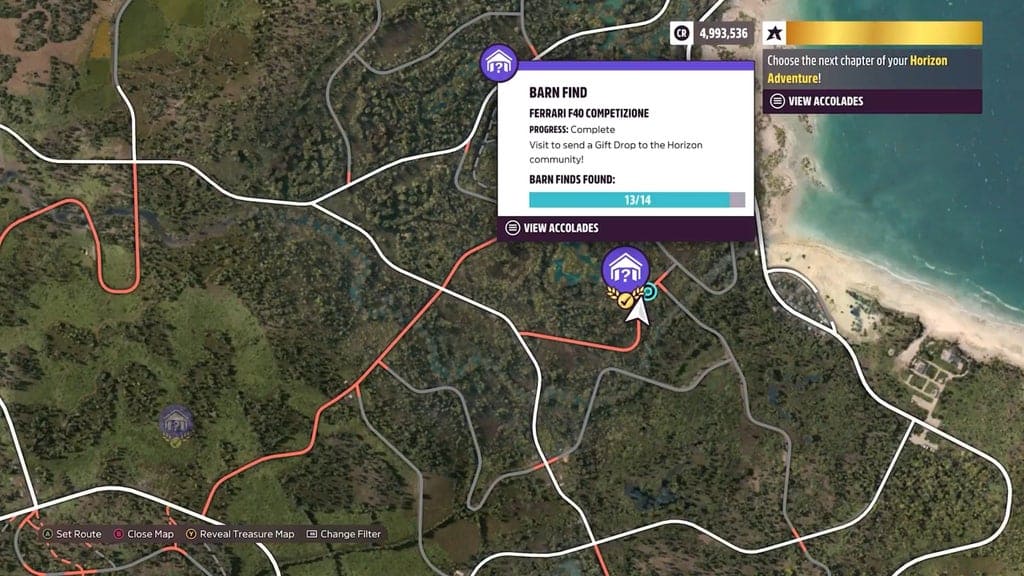 CR 4,993,536
Choose the next chapter of your Horizon
Adventure!
VIEW ACCOLADES
?
BARN FIND
FERRARI F40 COMPETIZIONE
PROGRESS: Complete
Visit to send a Gift Drop to the Horizon
community!
BARN FINDS FOUND:
13/14
VIEW ACCOLADES
?
?
A Set Route B Close Map Y Reveal Treasure Map Change Filter